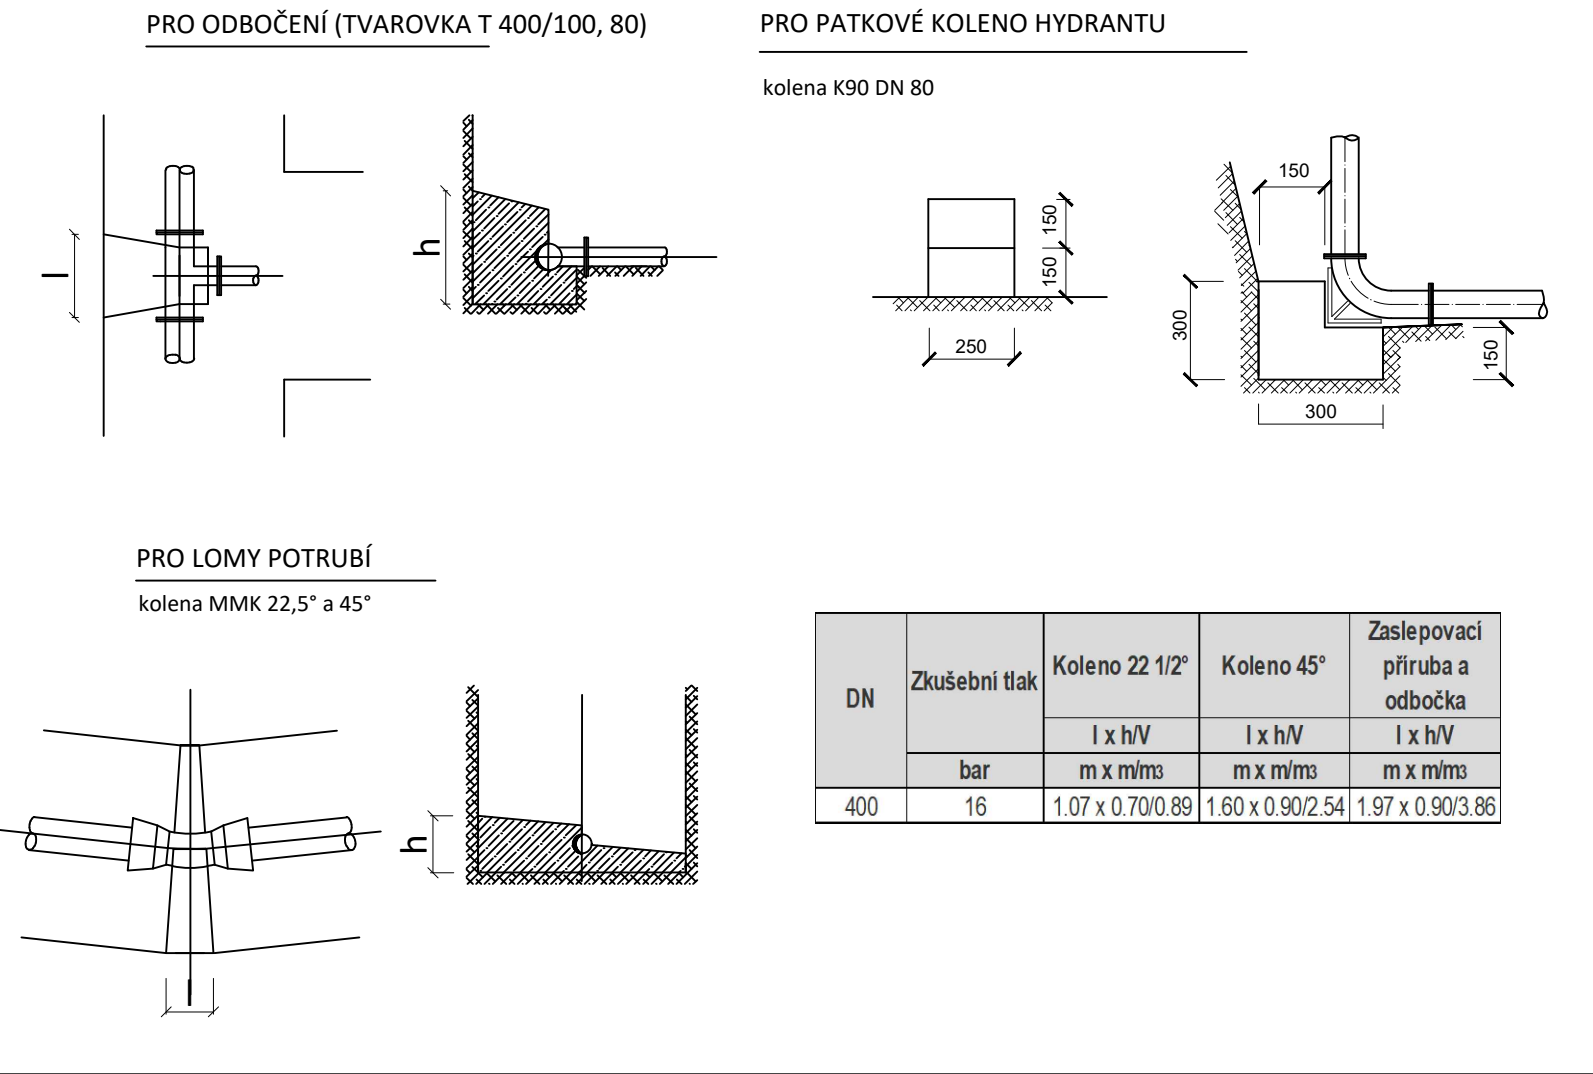 PRO ODBOČENÍ (TVAROVKA T 400/100, 80)
l
h
PRO PATKOVÉ KOLENO HYDRANTU
kolena K90 DN 80
150
150
250
150
300
150
300
PRO LOMY POTRUBÍ
kolena MMK 22,5° a 45°
l
h
DN
Zkušební tlak
Koleno 22 1/2°
Koleno 45°
Zaslepovací
příruba a
odbočka
l x h/V
l x h/V
l x h/V
bar
m x m/m3
m x m/m3
m x m/m3
400
16
1.07 x 0.70/0.89
1.60 x 0.90/2.54
1.97 x 0.90/3.86